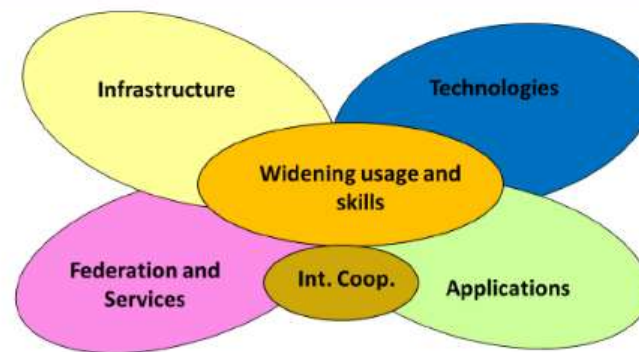 Infrastructure
Technologies
Widening usage and
skills
Federation and
Services
Int. Coop.
Applications